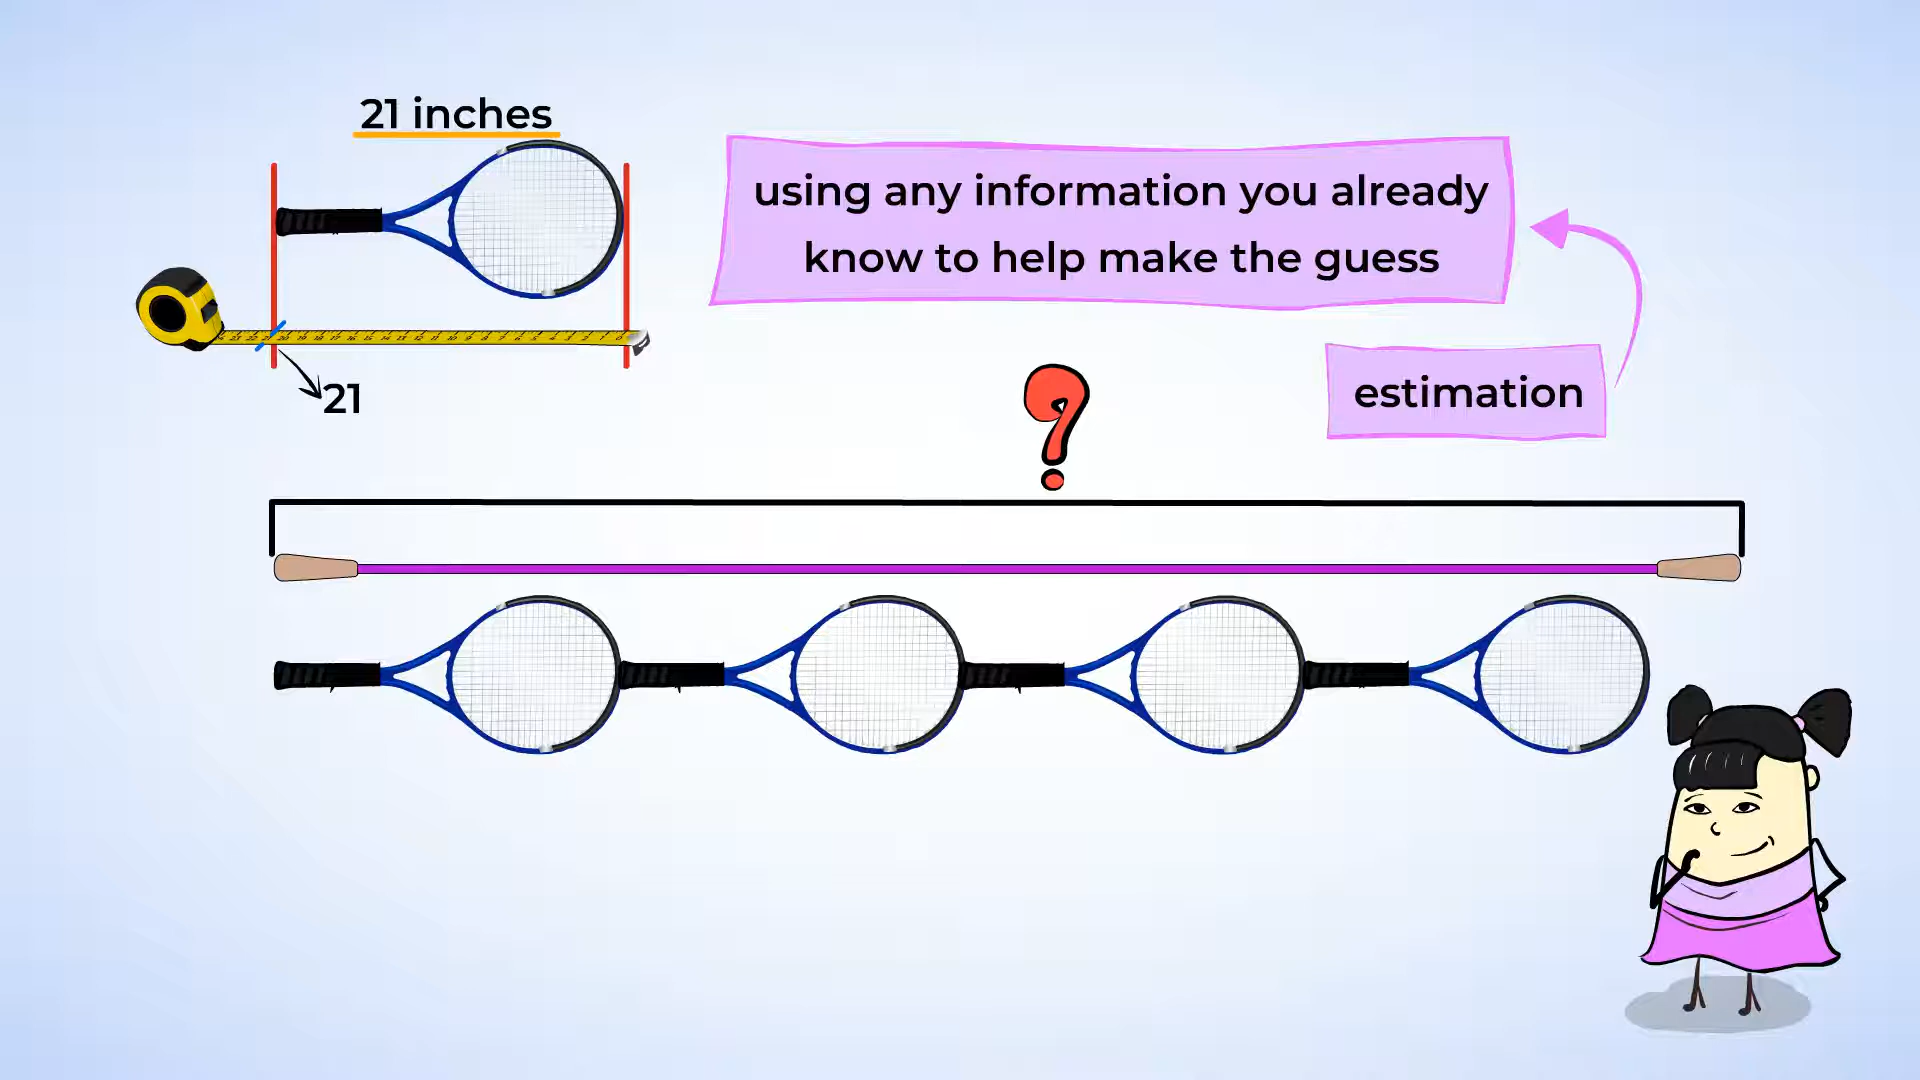 21 inches
using any information you already
know to help make the guess
estimation
21